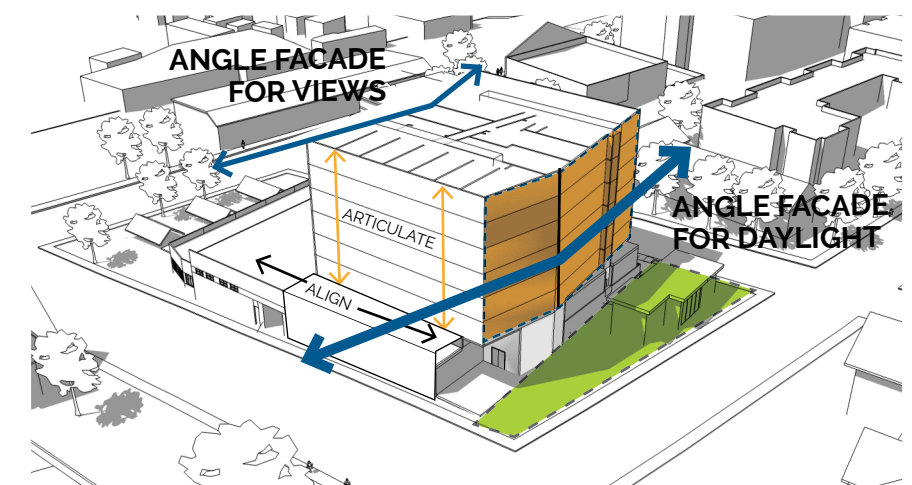 ANGLE FACADE
FOR VIEWS
ARTICULATE
ANGLE FACADE
FOR DAYLIGHT
ALIGN